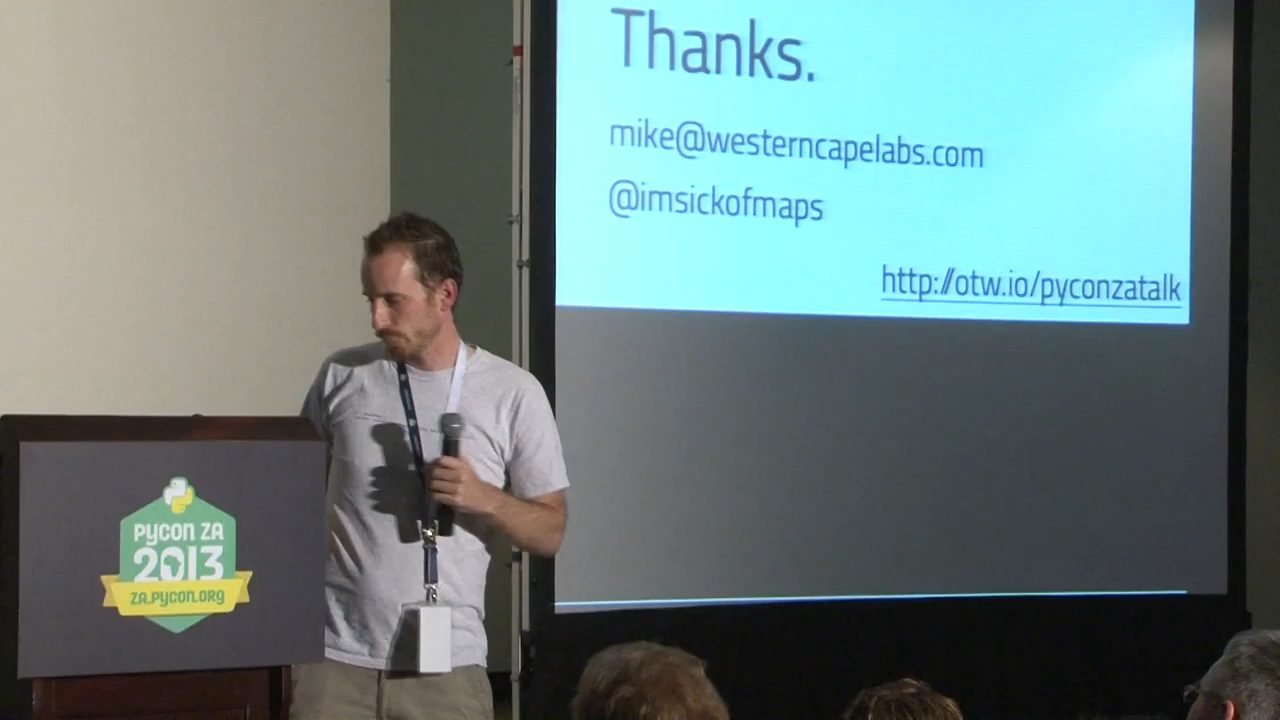 Thanks.
mike@westerncapelabs.com
@imsickofmaps
http://otw.io/pyconzatalk
PYCON ZA
2013
ZA.PYCON.ORG